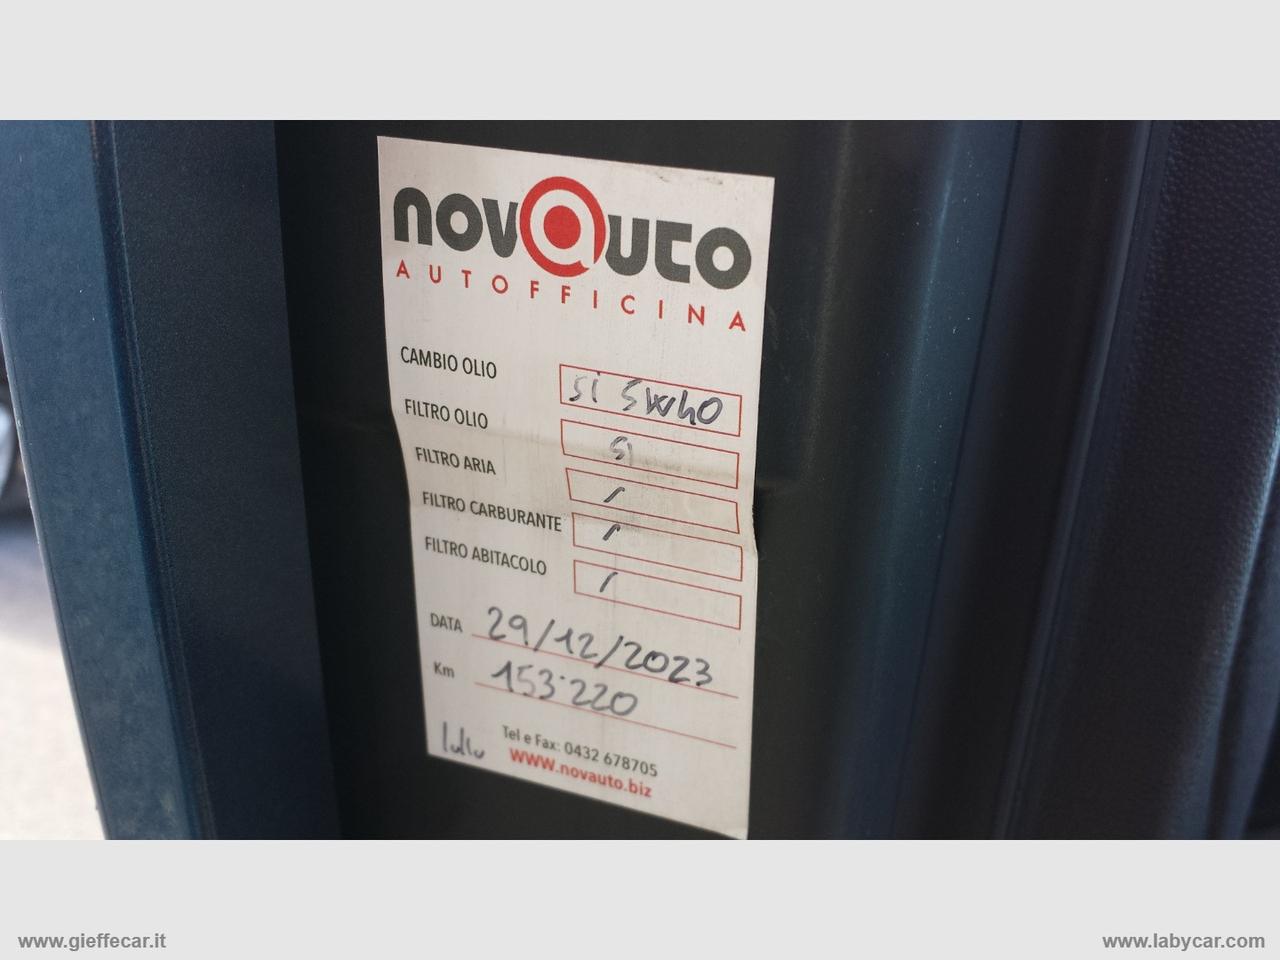 novauto
AUTOFFICINA
CAMBIO OLIO si 5W40
FILTRO OLIO si
FILTRO ARIA /
FILTRO CARBURANTE /
FILTRO ABITACOLO /
DATA 29/12/2023
Km 153.220
Tel e Fax: 0432 678705
www.novauto.biz
www.gieffecar.it
www.labycar.com